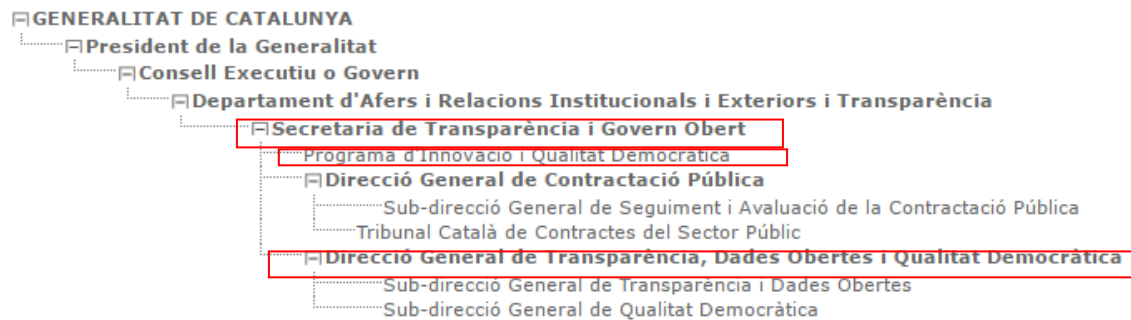 GENERALITAT DE CATALUNYA
President de la Generalitat
Consell Executiu o Govern
Departament d'Afers i Relacions Institucionals i Exteriors i Transparència
Secretaria de Transparència i Govern Obert
Programa d'Innovació i Qualitat Democràtica
Direcció General de Contractació Pública
Sub-direcció General de Seguiment i Avaluació de la Contractació Pública
Tribunal Català de Contractes del Sector Públic
Direcció General de Transparència, Dades Obertes i Qualitat Democràtica
Sub-direcció General de Transparència i Dades Obertes
Sub-direcció General de Qualitat Democràtica